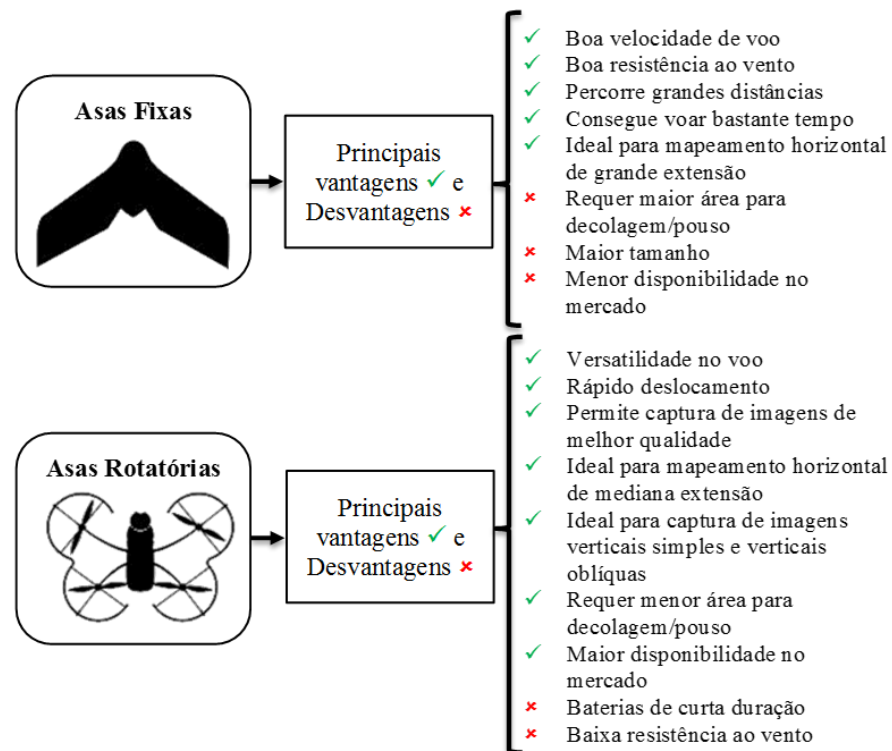 Asas Fixas
Principais
vantagens ✓ e
Desvantagens ×
✓ Boa velocidade de voo
✓ Boa resistência ao vento
✓ Percorre grandes distâncias
✓ Consegue voar bastante tempo
✓ Ideal para mapeamento horizontal
de grande extensão
× Requer maior área para
decolagem/pouso
× Maior tamanho
× Menor disponibilidade no
mercado
Asas Rotatórias
Principais
vantagens ✓ e
Desvantagens ×
✓ Versatilidade no voo
✓ Rápido deslocamento
✓ Permite captura de imagens de
melhor qualidade
✓ Ideal para mapeamento horizontal
de mediana extensão
✓ Ideal para captura de imagens
verticais simples e verticais
oblíquas
✓ Requer menor área para
decolagem/pouso
✓ Maior disponibilidade no
mercado
× Baterias de curta duração
× Baixa resistência ao vento